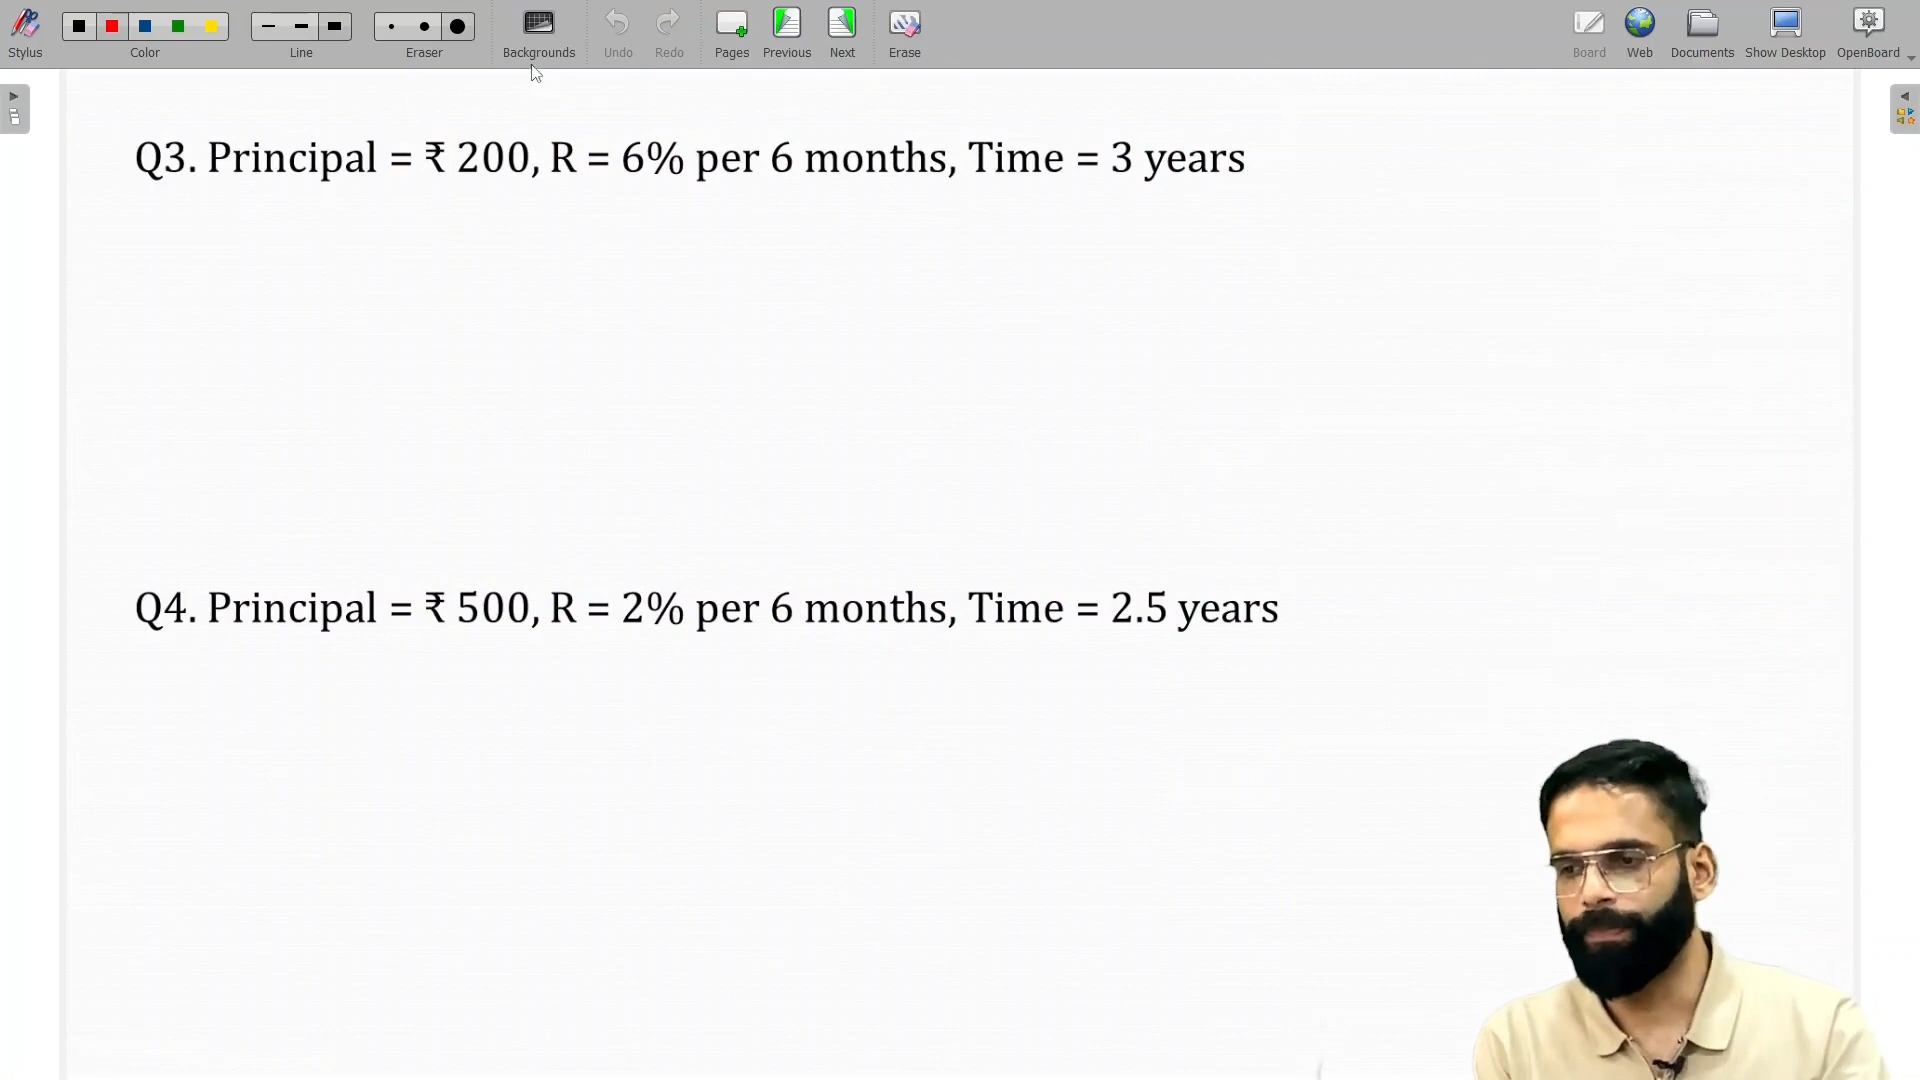 Stylus
Color
Line
Eraser
Backgrounds
Undo
Redo
Pages
Previous
Next
Erase
Board
Web
Documents
Show Desktop
OpenBoard
Q3. Principal = ₹ 200, R = 6% per 6 months, Time = 3 years
Q4. Principal = ₹ 500, R = 2% per 6 months, Time = 2.5 years